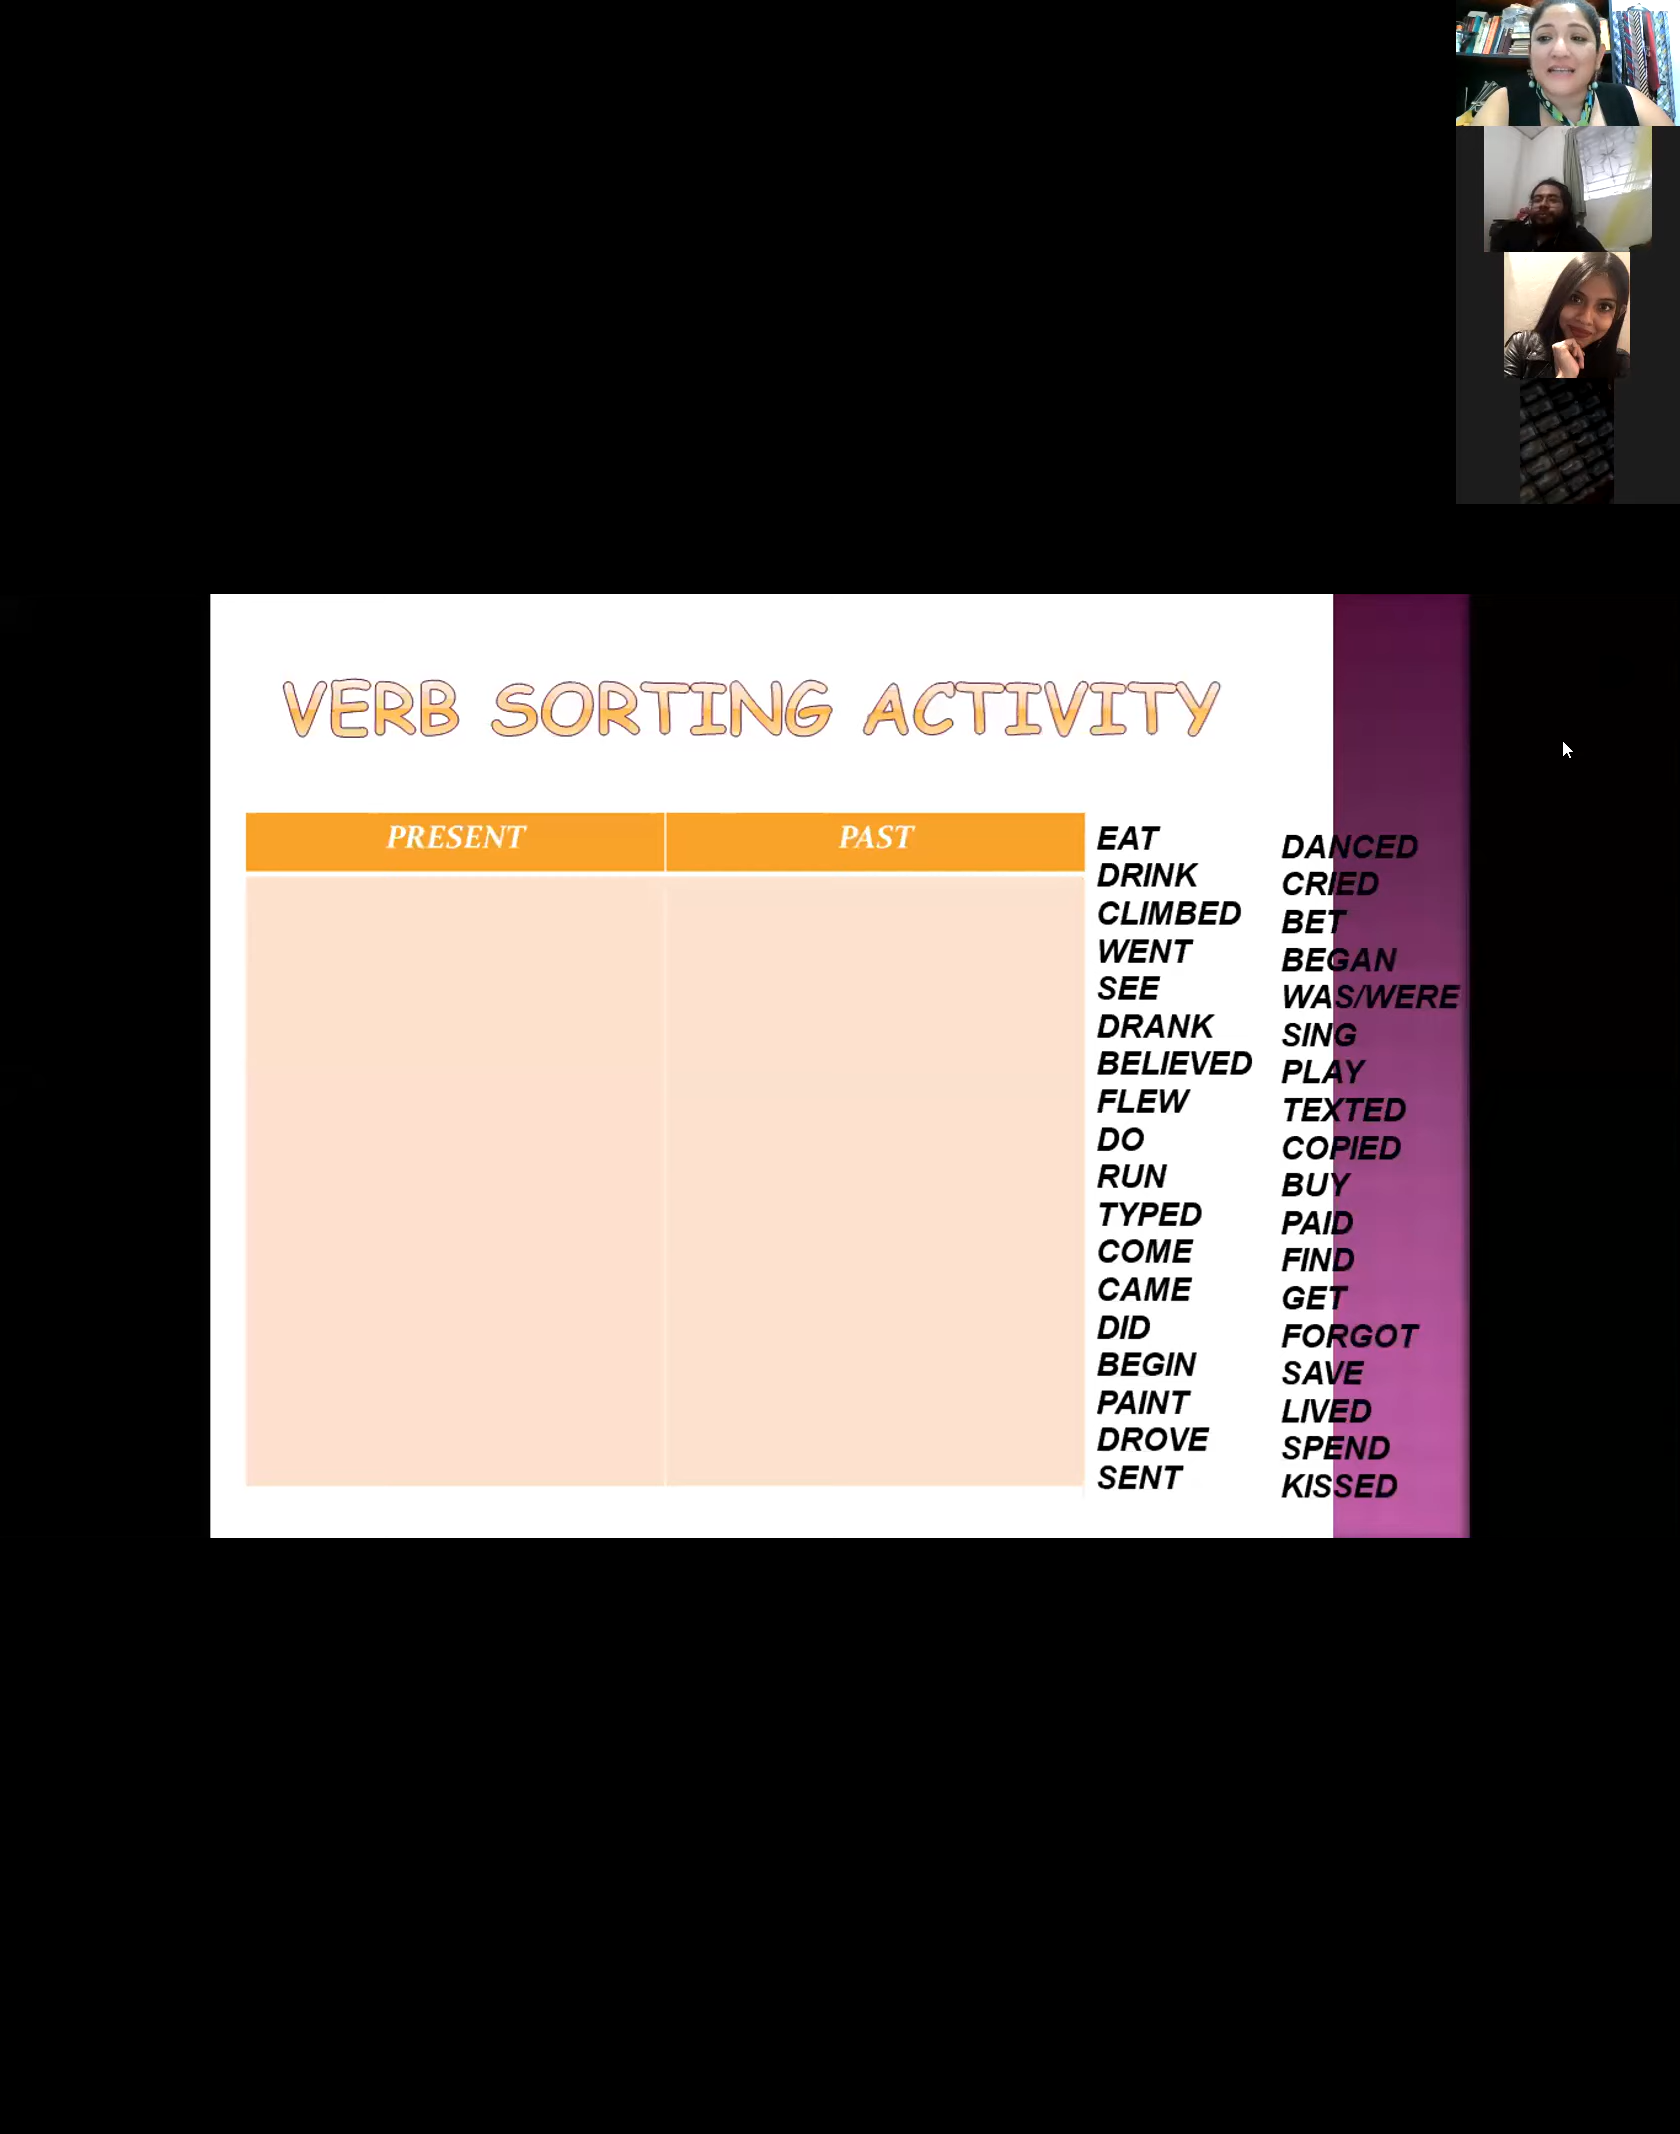 VERB SORTING ACTIVITY
PRESENT
PAST
EAT
DRINK
CLIMBED
WENT
SEE
DRANK
BELIEVED
FLEW
DO
RUN
TYPED
COME
CAME
DID
BEGIN
PAINT
DROVE
SENT
DANCED
CRIED
BET
BEGAN
WAS/WERE
SING
PLAY
TEXTED
COPIED
BUY
PAID
FIND
GET
FORGOT
SAVE
LIVED
SPEND
KISSED